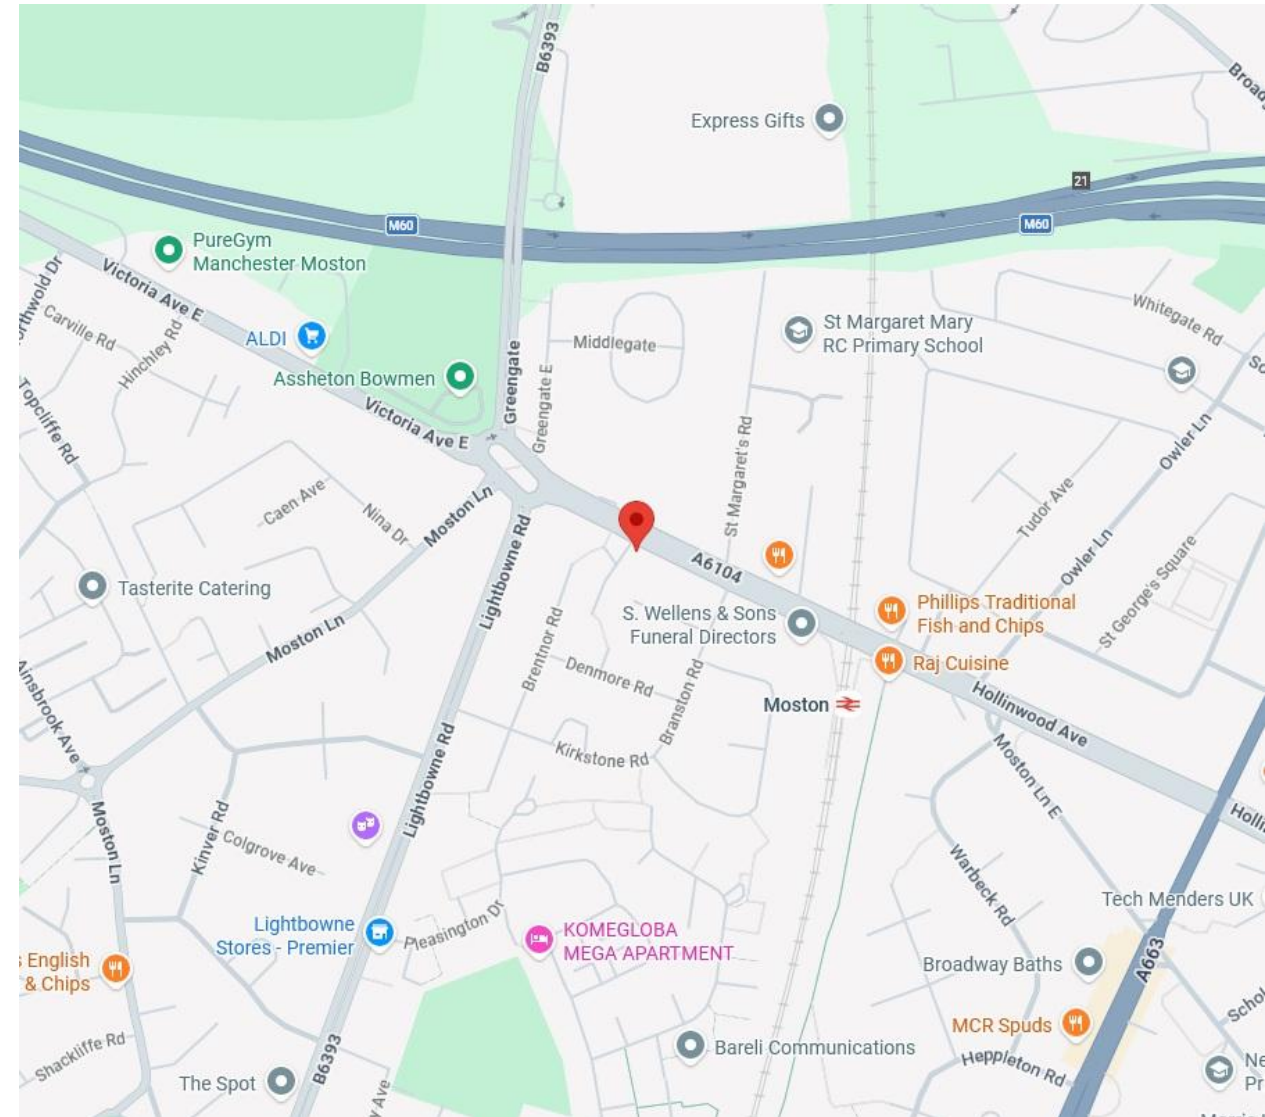 B6393
Broad
Express Gifts
21
M60
M60
PureGym
Manchester Moston
Victoria Ave E
Carville Rd
Hinchley Rd
ALDI
Assheton Bowmen
Victoria Ave E
Greengate
Greengate E
Middlegate
St Margaret Mary
RC Primary School
Whitegate Rd
Topcliffe Rd
Owler Ln
St Margaret's Rd
Caen Ave
Nina Dr
Moston Ln
Lightbowne Rd
Tudor Ave
Owler Ln
A6104
St George's Square
Tasterite Catering
Moston Ln
S. Wellens & Sons
Funeral Directors
Phillips Traditional
Fish and Chips
Raj Cuisine
Brentnor Rd
Denmore Rd
Branston Rd
Ainsbrook Ave
Moston
Hollinwood Ave
Kirkstone Rd
Moston Ln E
Lightbowne Rd
Holli
Moston Ln
Kinver Rd
Colgrove Ave
Warbeck Rd
Tech Menders UK
Lightbowne
Stores - Premier
Pleasington Dr
KOMEGLOBA
MEGA APARTMENT
s English
& Chips
Broadway Baths
A663
MCR Spuds
Shackliffe Rd
B6393
Bareli Communications
Heppleton Rd
Schol
The Spot
y Ave
Ne
Pr